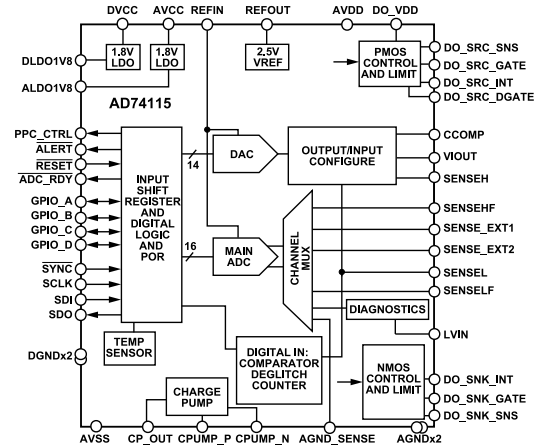 DVCC AVCC REFIN REFOUT AVDD DO_VDD
1.8V
LDO
1.8V
LDO
2.5V
VREF
PMOS
CONTROL
AND LIMIT
DO_SRC_SNS
DO_SRC_GATE
DO_SRC_INT
DO_SRC_DGATE
DLDO1V8
ALDO1V8
AD74115
PPC_CTRL
ALERT
RESET
ADC_RDY
GPIO_A
GPIO_B
GPIO_C
GPIO_D
SYNC
SCLK
SDI
SDO
DGNDx2
INPUT
SHIFT
REGISTER
AND
DIGITAL
LOGIC
AND
POR
14
DAC
OUTPUT/INPUT
CONFIGURE
CCOMP
VIOUT
SENSEH
16
MAIN
ADC
CHANNEL
MUX
SENSEHF
SENSE_EXT1
SENSE_EXT2
SENSEL
SENSELF
DIAGNOSTICS
LVIN
TEMP
SENSOR
DIGITAL IN:
COMPARATOR
DEGLITCH
COUNTER
NMOS
CONTROL
AND LIMIT
DO_SNK_INT
DO_SNK_GATE
DO_SNK_SNS
CHARGE
PUMP
AVSS CP_OUT CPUMP_P CPUMP_N AGND_SENSE AGNDx2